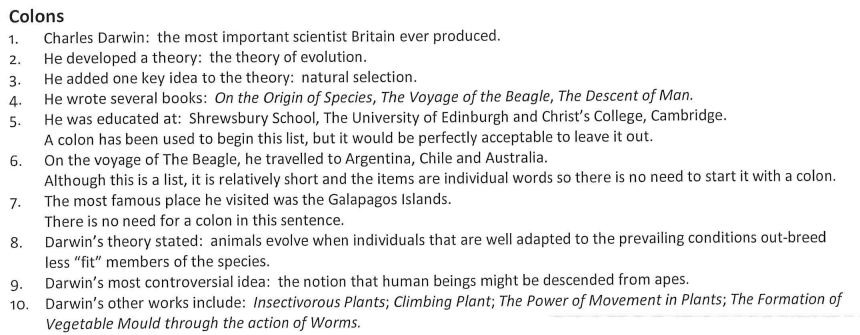 Colons
1. Charles Darwin: the most important scientist Britain ever produced.
2. He developed a theory: the theory of evolution.
3. He added one key idea to the theory: natural selection.
4. He wrote several books: On the Origin of Species, The Voyage of the Beagle, The Descent of Man.
5. He was educated at: Shrewsbury School, The University of Edinburgh and Christ's College, Cambridge.
A colon has been used to begin this list, but it would be perfectly acceptable to leave it out.
6. On the voyage of The Beagle, he travelled to Argentina, Chile and Australia.
Although this is a list, it is relatively short and the items are individual words so there is no need to start it with a colon.
7. The most famous place he visited was the Galapagos Islands.
There is no need for a colon in this sentence.
8. Darwin's theory stated: animals evolve when individuals that are well adapted to the prevailing conditions out-breed
less "fit" members of the species.
9. Darwin's most controversial idea: the notion that human beings might be descended from apes.
10. Darwin's other works include: Insectivorous Plants; Climbing Plant; The Power of Movement in Plants; The Formation of
Vegetable Mould through the action of Worms.